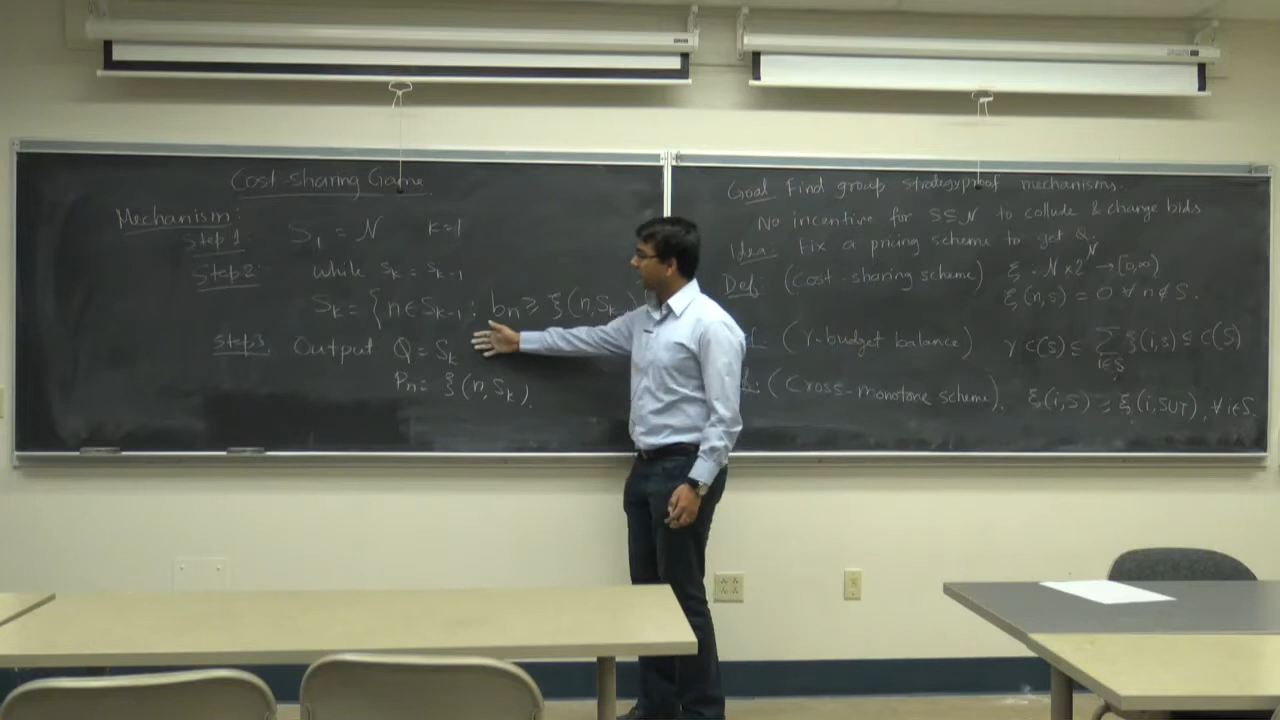 Cost-sharing Game
Mechanism:
Step 1 S₁ = N k=1
Step 2: while Sₖ = Sₖ₋₁
Sₖ = {n∈Sₖ₋₁ : bₙ ≥ ξ(n, Sₖ
Step 3 Output Q = Sₖ
Pₙ = ξ(n, Sₖ).
Goal Find group strategyproof mechanisms.
No incentive for S⊆N to collude & change bids
Idea: Fix a pricing scheme to get Q.
Def: (Cost-sharing scheme) ξ : N×2ᴺ → [0,∞)
ξ(n,s) = 0 ∀ n∉S.
(γ-budget balance) γ C(S) ≤ ∑_{i∈S} ξ(i,s) ≤ C(S)
(Cross-monotone scheme). ξ(i,S) ≥ ξ(i,SUT), ∀ i∈S.